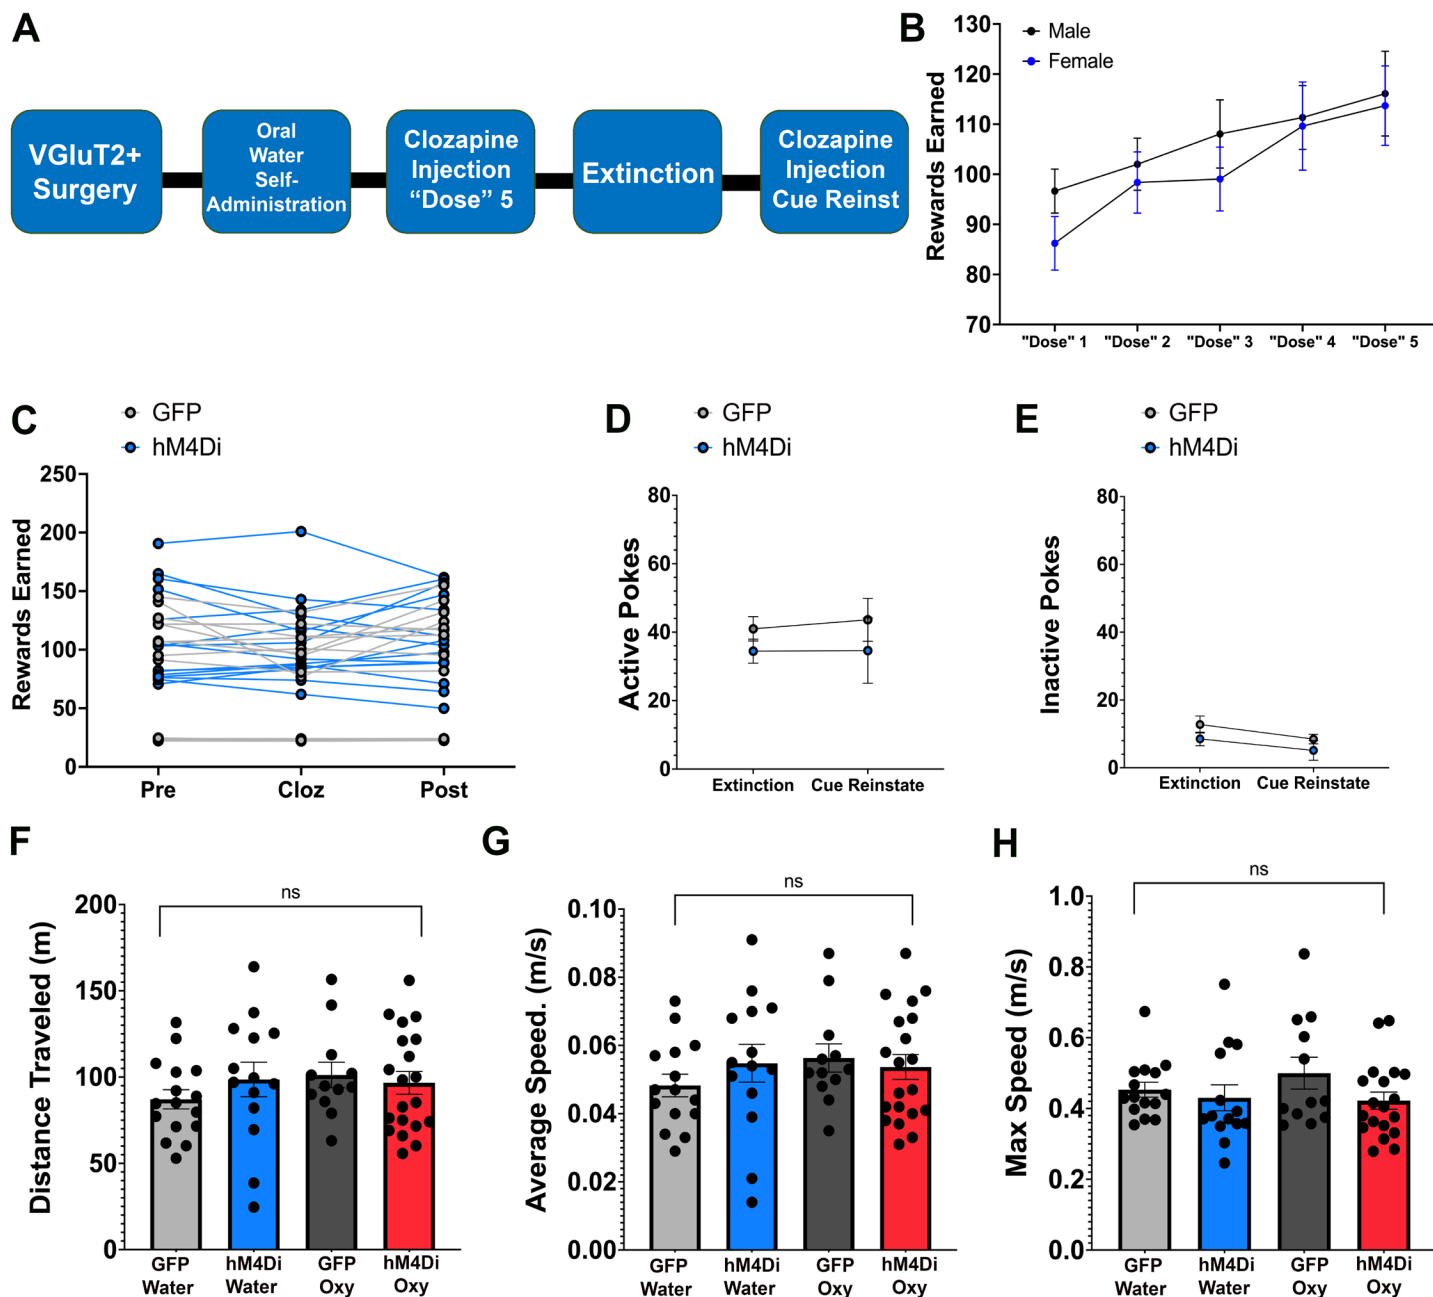 A
VGluT2+
Surgery
Oral
Water
Self-
Administration
Clozapine
Injection
“Dose” 5
Extinction
Clozapine
Injection
Cue Reinst
B
Male
Female
Rewards Earned
130
120
110
100
90
80
70
"Dose" 1
"Dose" 2
"Dose" 3
"Dose" 4
"Dose" 5
C
GFP
hM4Di
Rewards Earned
250
200
150
100
50
0
Pre
Cloz
Post
D
GFP
hM4Di
Active Pokes
80
60
40
20
0
Extinction
Cue Reinstate
E
GFP
hM4Di
Inactive Pokes
80
60
40
20
0
Extinction
Cue Reinstate
F
ns
Distance Traveled (m)
200
150
100
50
0
GFP
Water
hM4Di
Water
GFP
Oxy
hM4Di
Oxy
G
ns
Average Speed. (m/s)
0.10
0.08
0.06
0.04
0.02
0.00
GFP
Water
hM4Di
Water
GFP
Oxy
hM4Di
Oxy
H
ns
Max Speed (m/s)
1.0
0.8
0.6
0.4
0.2
0.0
GFP
Water
hM4Di
Water
GFP
Oxy
hM4Di
Oxy